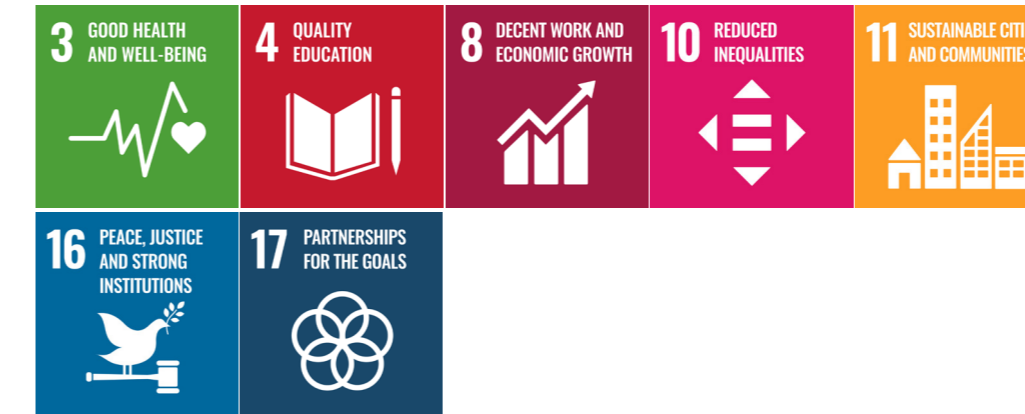 3 GOOD HEALTH
AND WELL-BEING
4 QUALITY
EDUCATION
8 DECENT WORK AND
ECONOMIC GROWTH
10 REDUCED
INEQUALITIES
11 SUSTAINABLE CITI
AND COMMUNITIES
16 PEACE, JUSTICE
AND STRONG
INSTITUTIONS
17 PARTNERSHIPS
FOR THE GOALS